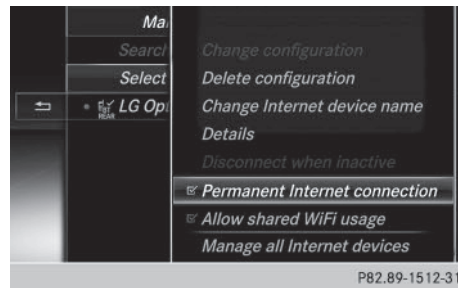 Ma
Search
Select
LG Op
REAR
Change configuration
Delete configuration
Change Internet device name
Details
Disconnect when inactive
Permanent Internet connection
Allow shared WiFi usage
Manage all Internet devices
P82.89-1512-31